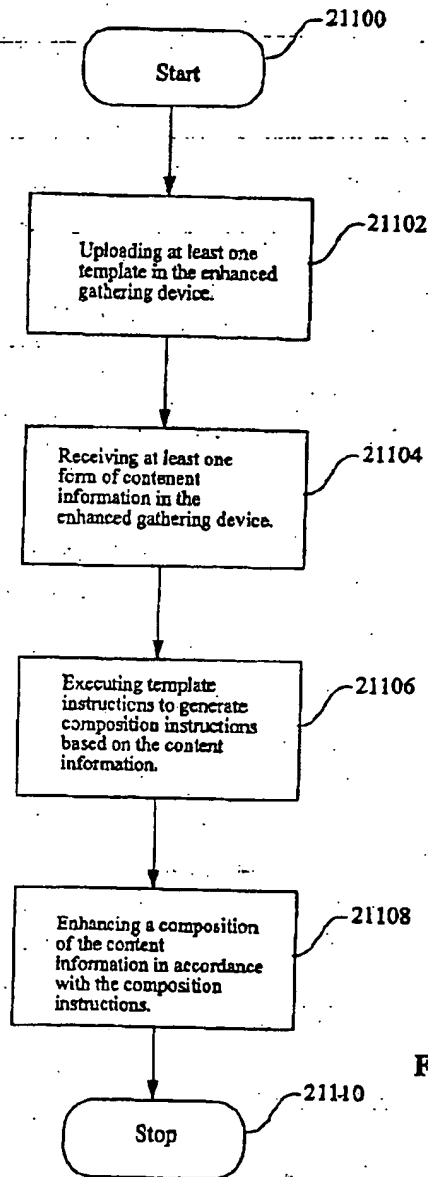 21100
Start
21102
Uploading at least one
template in the enhanced
gathering device.
21104
Receiving at least one
form of contenent
information in the
enhanced gathering device.
21106
Executing template
instructions to generate
composition instructions
based on the content
information.
21108
Enhancing a composition
of the content
information in accordance
with the composition
instructions.
F
21110
Stop